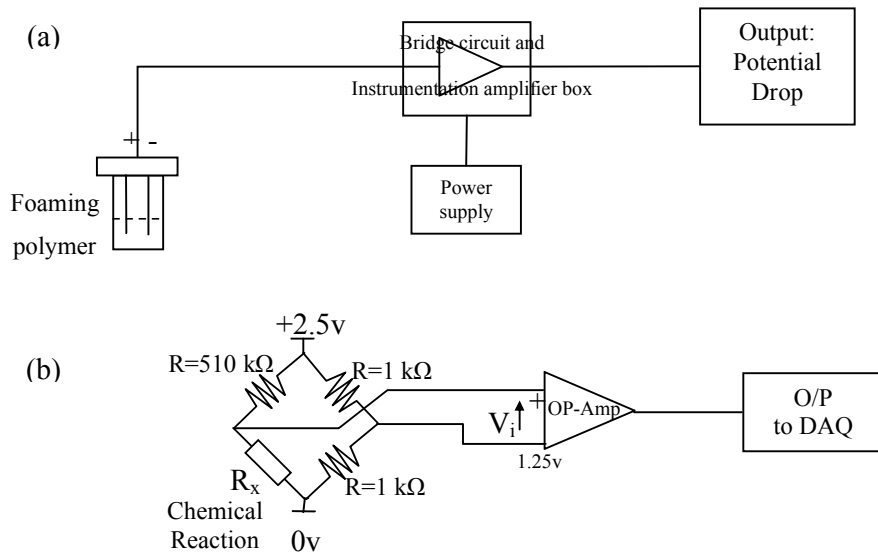 (a)
Bridge circuit and
Instrumentation amplifier box
Output:
Potential
Drop
+ -
Power
supply
Foaming
polymer
(b)
+2.5v
R=510 kΩ
R=1 kΩ
Vi
+
OP-Amp
1.25v
O/P
to DAQ
Rx
R=1 kΩ
Chemical
Reaction
0v